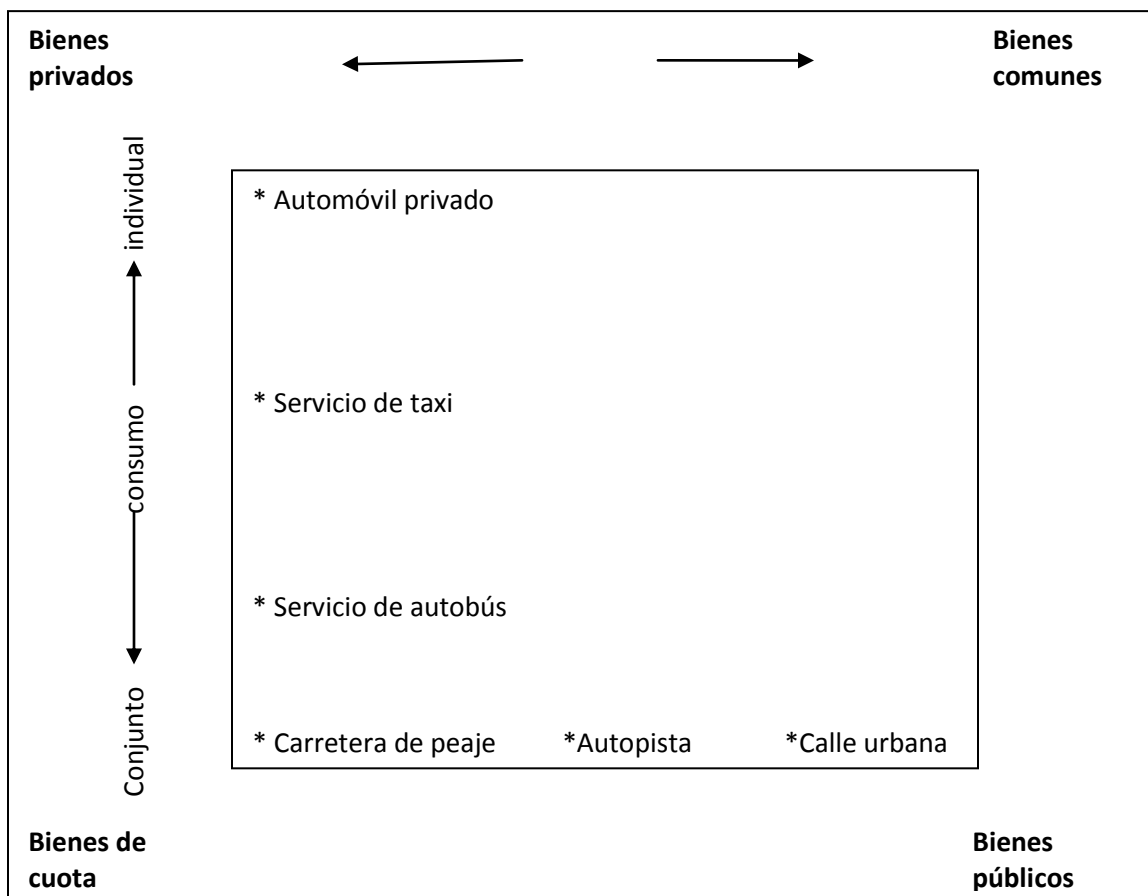 Bienes
privados
Bienes
comunes
individual
consumo
Conjunto
* Automóvil privado
* Servicio de taxi
* Servicio de autobús
* Carretera de peaje
*Autopista
*Calle urbana
Bienes de
cuota
Bienes
públicos